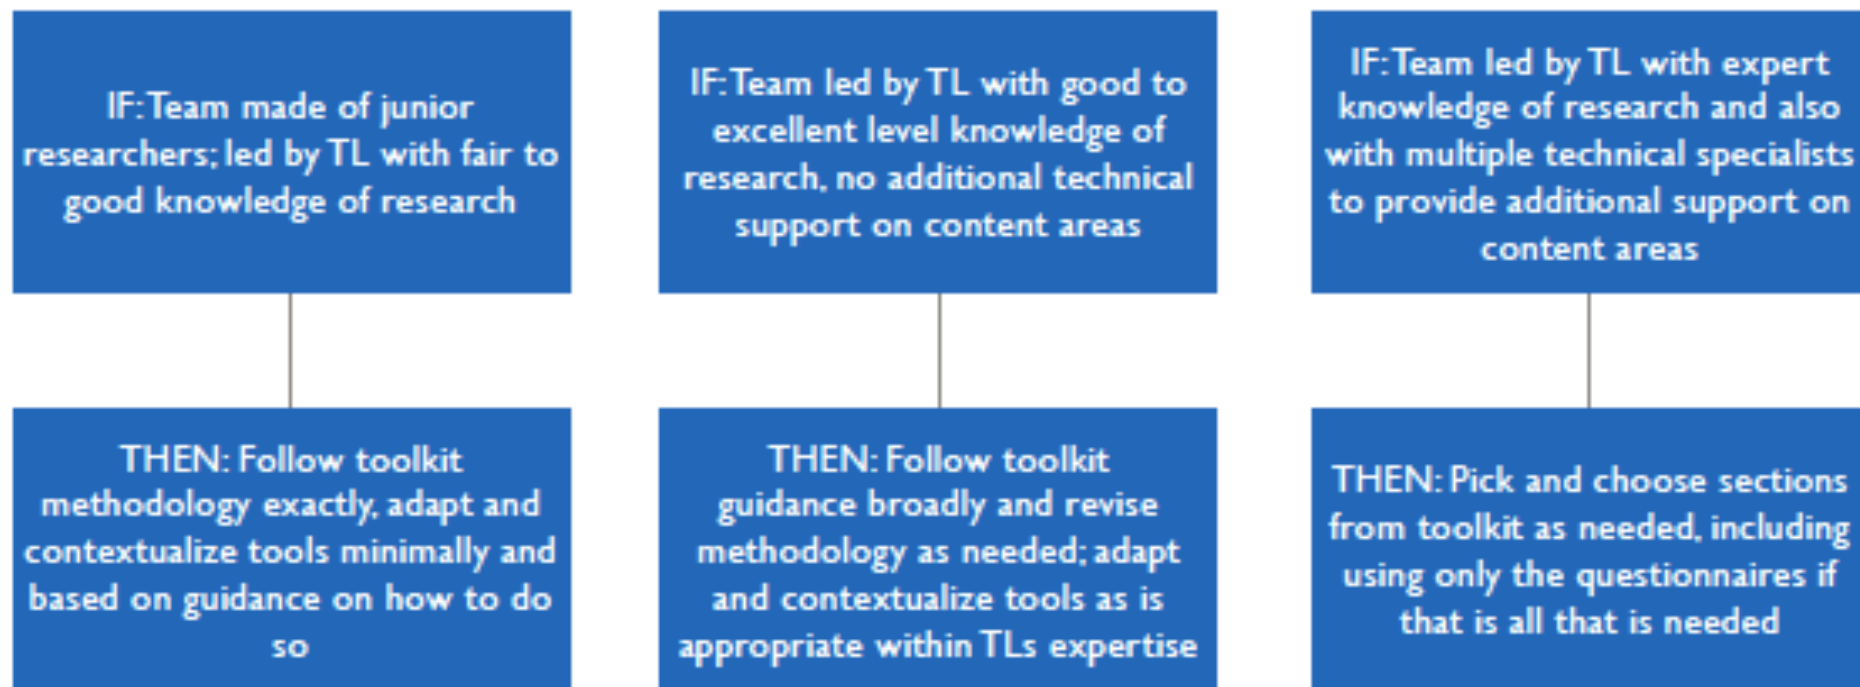 IF: Team made of junior
researchers; led by TL with fair to
good knowledge of research
IF: Team led by TL with good to
excellent level knowledge of
research, no additional technical
support on content areas
IF: Team led by TL with expert
knowledge of research and also
with multiple technical specialists
to provide additional support on
content areas
THEN: Follow toolkit
methodology exactly, adapt and
contextualize tools minimally and
based on guidance on how to do
so
THEN: Follow toolkit
guidance broadly and revise
methodology as needed; adapt
and contextualize tools as is
appropriate within TLs expertise
THEN: Pick and choose sections
from toolkit as needed, including
using only the questionnaires if
that is all that is needed